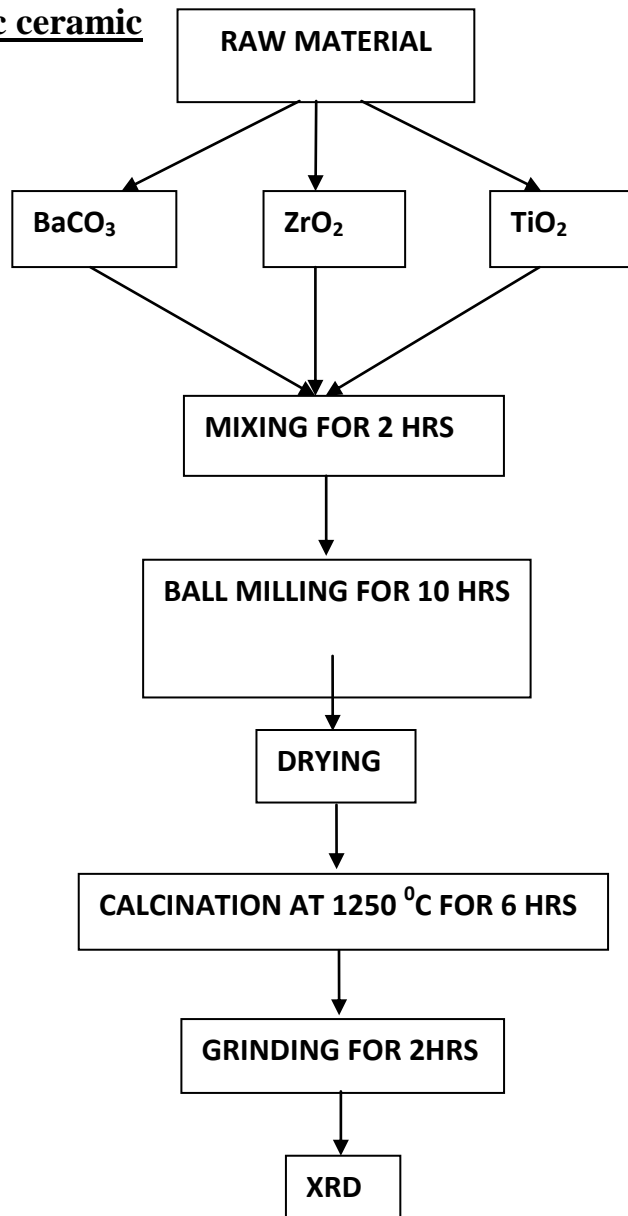 c ceramic
RAW MATERIAL
BaCO₃
ZrO₂
TiO₂
MIXING FOR 2 HRS
BALL MILLING FOR 10 HRS
DRYING
CALCINATION AT 1250 ⁰C FOR 6 HRS
GRINDING FOR 2HRS
XRD